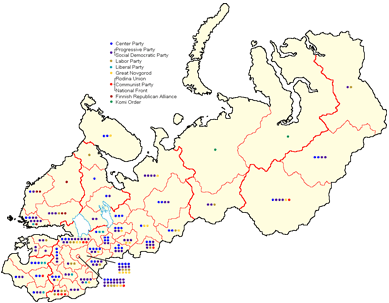 Center Party
Progressive Party
Social Democratic Party
Labor Party
Liberal Party
Great Novgorod
Rodina Union
Communist Party
National Front
Finnish Republican Alliance
Komi Order